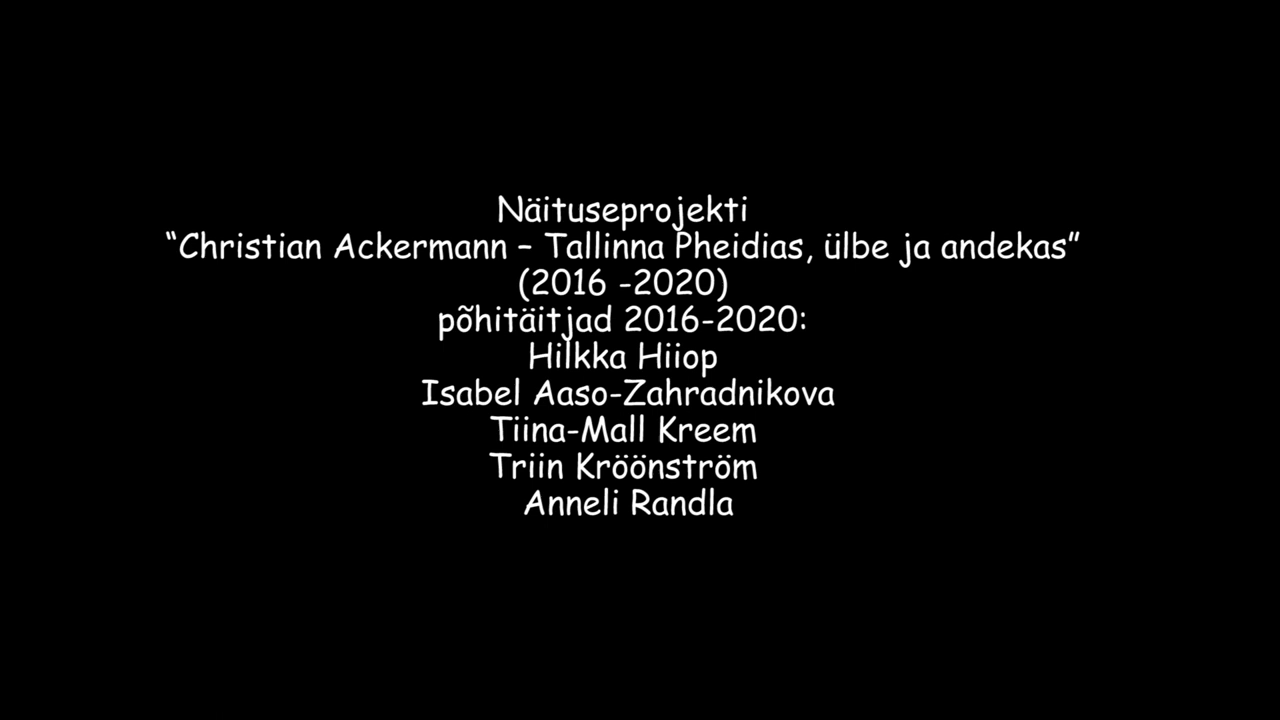 Näituseprojekti
“Christian Ackermann – Tallinna Pheidias, ülbe ja andekas”
(2016 -2020)
põhitäitjad 2016-2020:
Hilkka Hiiop
Isabel Aaso-Zahradnikova
Tiina-Mall Kreem
Triin Kröönström
Anneli Randla